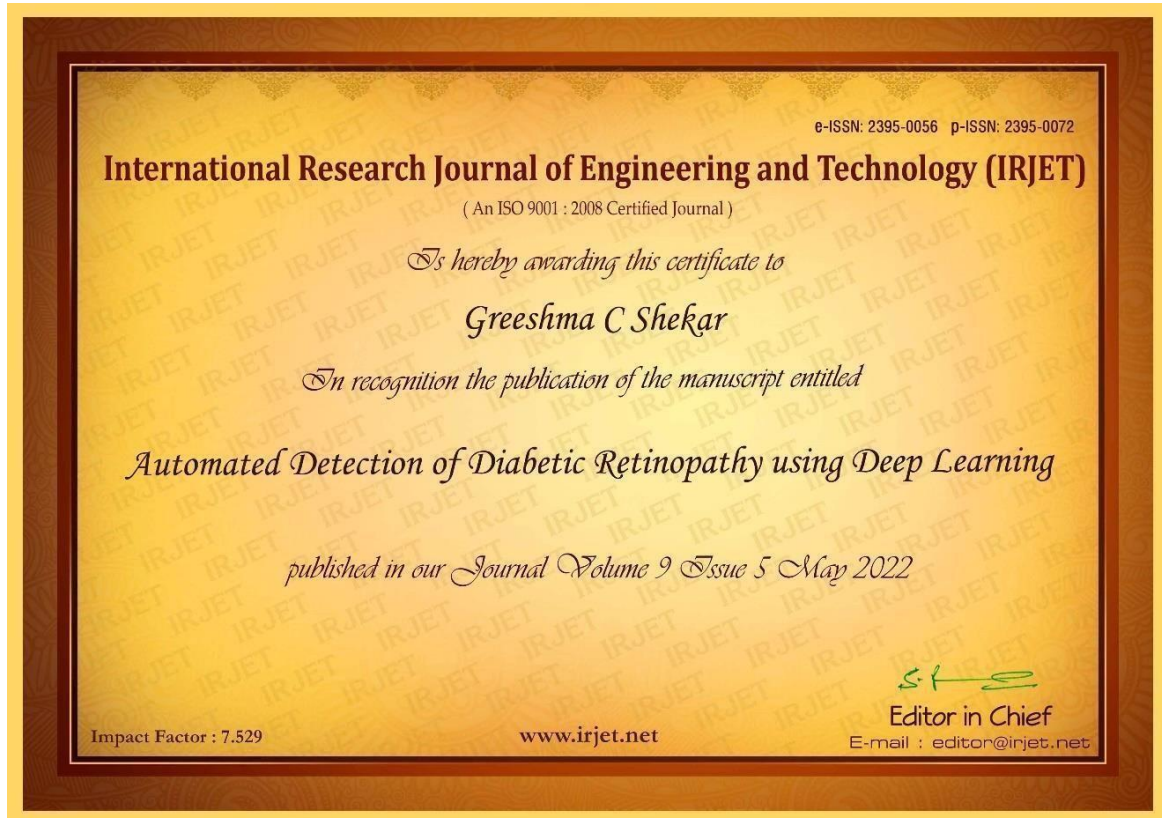 e-ISSN: 2395-0056 p-ISSN: 2395-0072
International Research Journal of Engineering and Technology (IRJET)
( An ISO 9001 : 2008 Certified Journal )
Is hereby awarding this certificate to
Greeshma C Shekar
In recognition the publication of the manuscript entitled
Automated Detection of Diabetic Retinopathy using Deep Learning
published in our Journal Volume 9 Issue 5 May 2022
Editor in Chief
Impact Factor : 7.529 www.irjet.net E-mail : editor@irjet.net